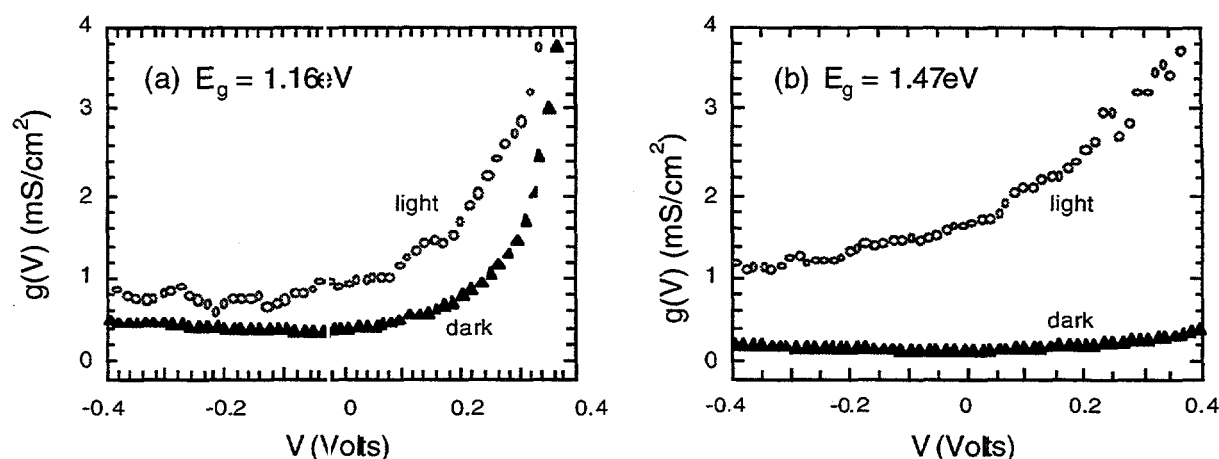 4
3
2
1
0
g(V) (mS/cm²)
(a) E_g = 1.16eV
light
dark
-0.4
-0.2
0
0.2
0.4
V (Volts)
4
3
2
1
0
g(V) (mS/cm²)
(b) E_g = 1.47eV
light
dark
-0.4
-0.2
0
0.2
0.4
V (Volts)